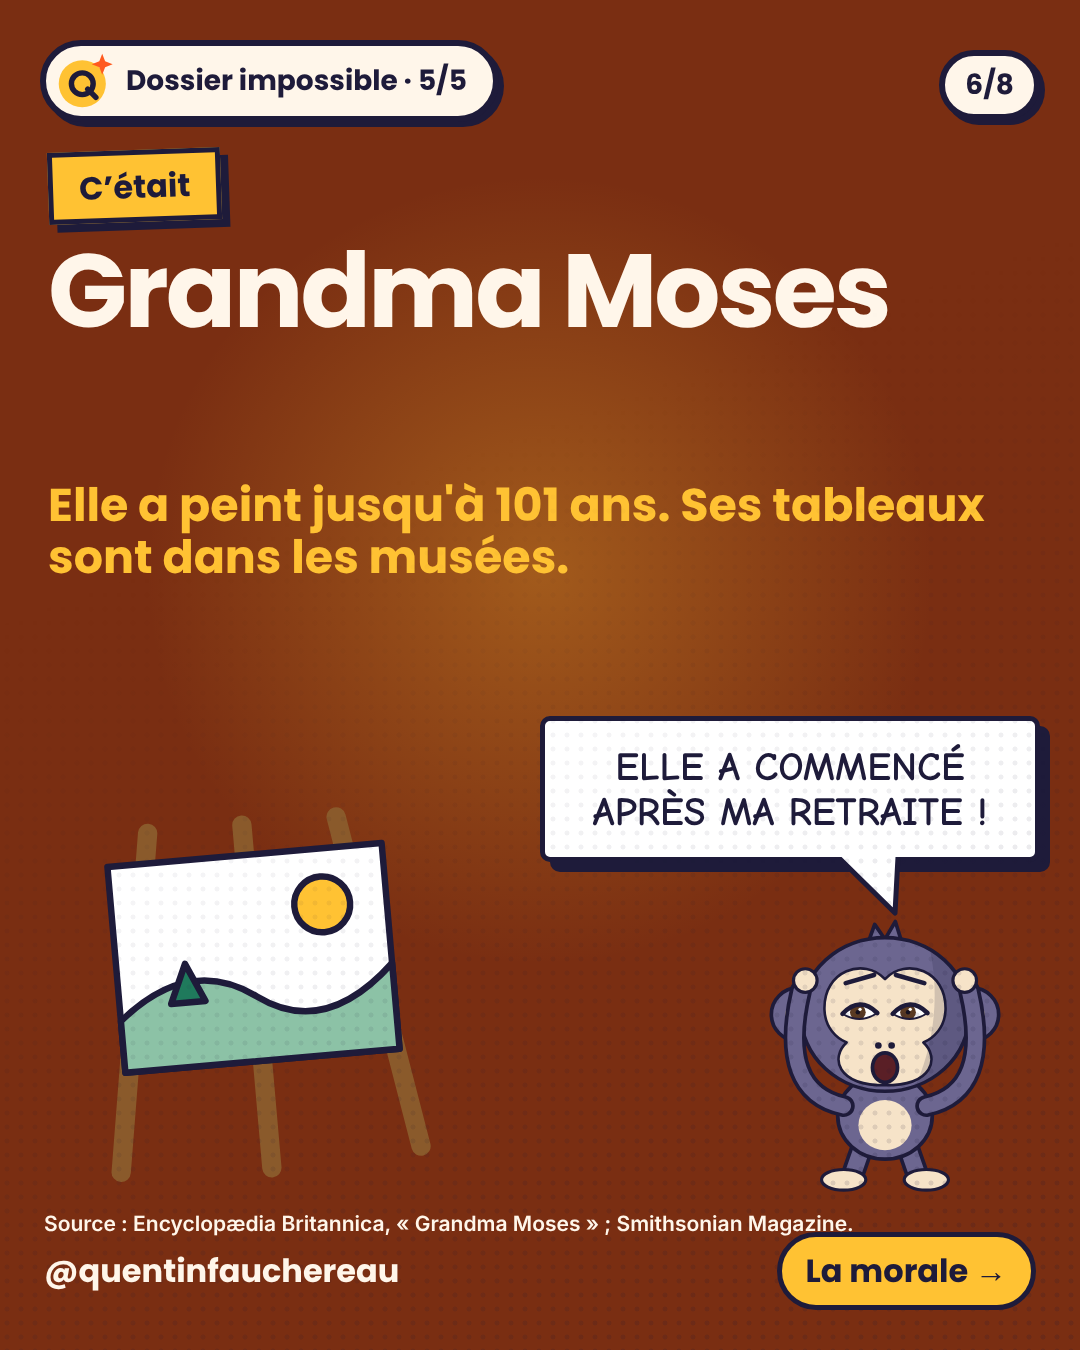 Q Dossier impossible · 5/5
6/8
C’était
Grandma Moses
Elle a peint jusqu'à 101 ans. Ses tableaux
sont dans les musées.
ELLE A COMMENCÉ
APRÈS MA RETRAITE !
Source : Encyclopædia Britannica, « Grandma Moses » ; Smithsonian Magazine.
@quentinfauchereau
La morale →